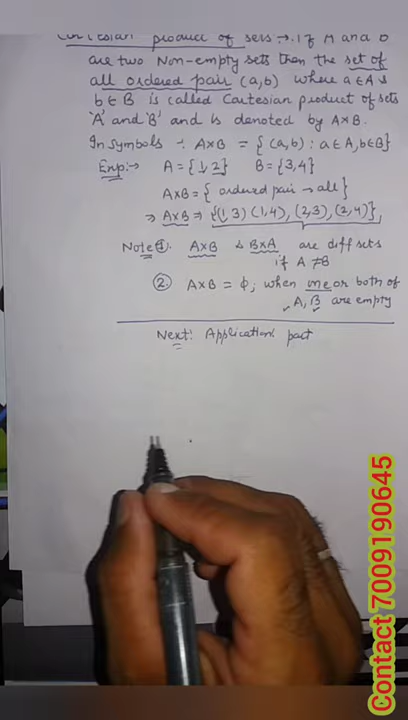 Cartesian product of sets → . If A and B
are two Non-empty sets then the set of
all ordered pair (a,b) where a∈A &
b∈B is called Cartesian product of sets
'A' and 'B' and is denoted by A×B.
In Symbols :- A×B = {(a,b) : a∈A, b∈B}
Exp:→ A = {1,2} B = {3,4}
A×B = { ordered pair → all}
⇒ A×B ⇒ {(1,3) (1,4), (2,3), (2,4)},
Note ①. A×B & B×A are diff sets
if A ≠ B
② A×B = ϕ, when one or both of
A, B are empty
Next: Application part
Contact 7009190645